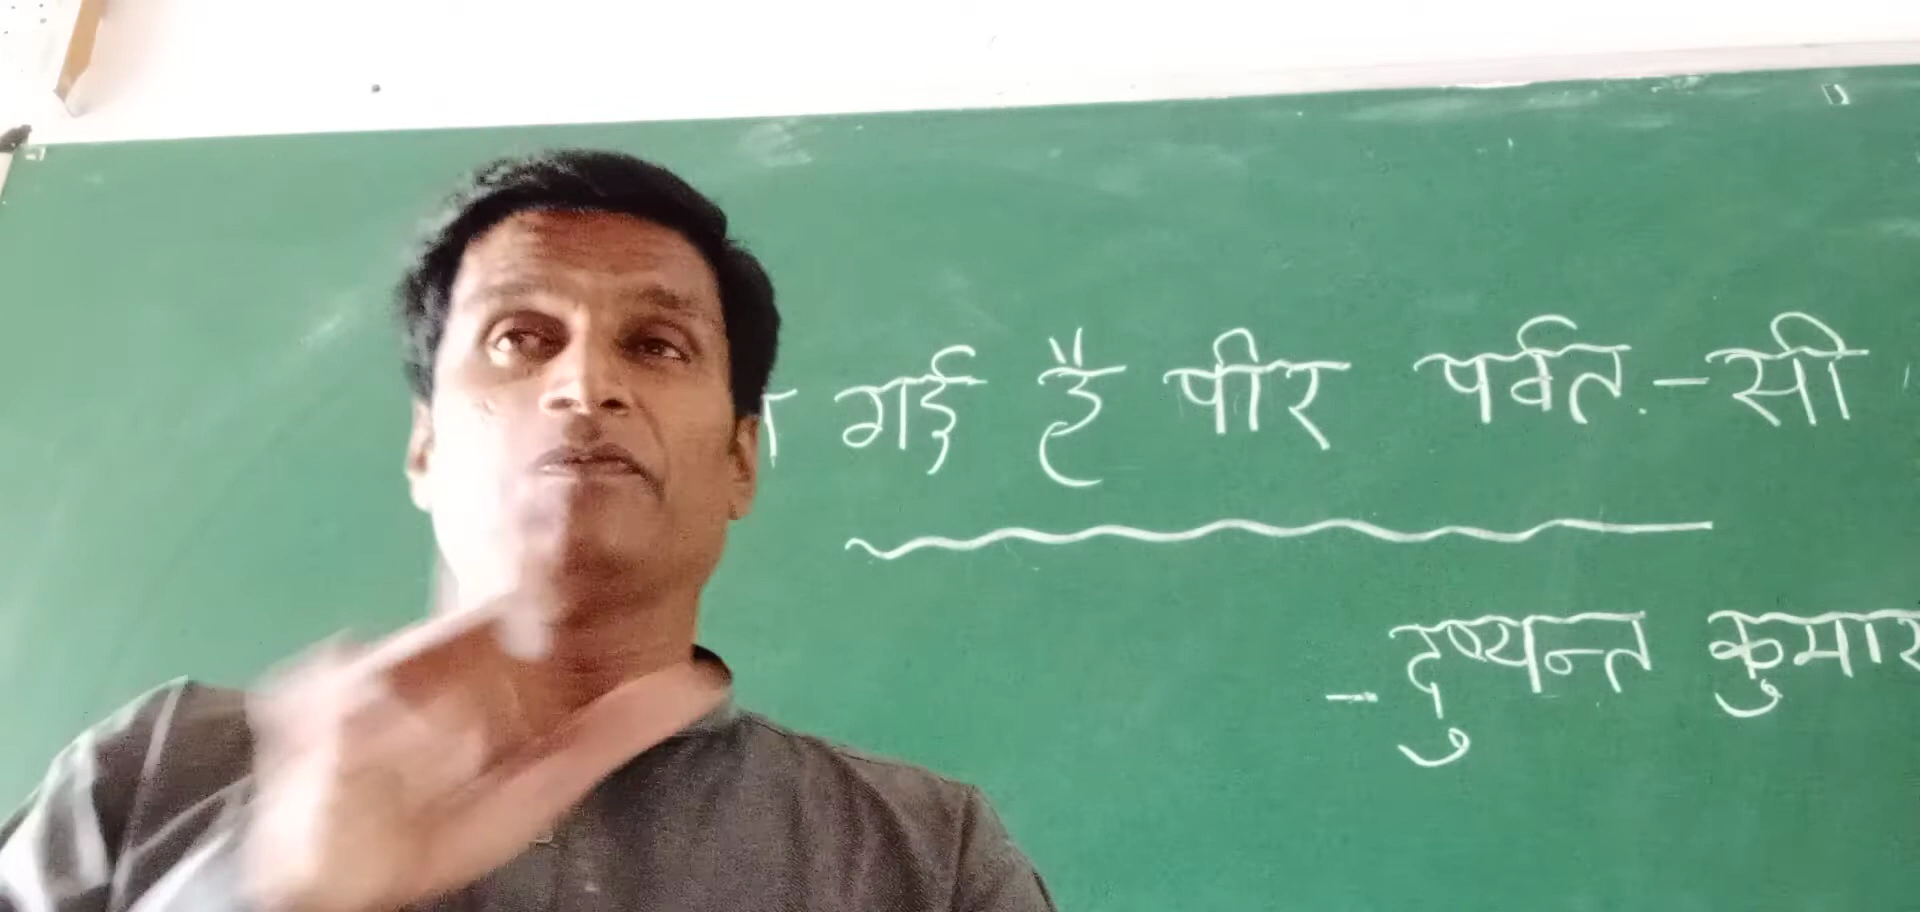 गई है पीर पर्वत-सी
- दुष्यन्त कुमार